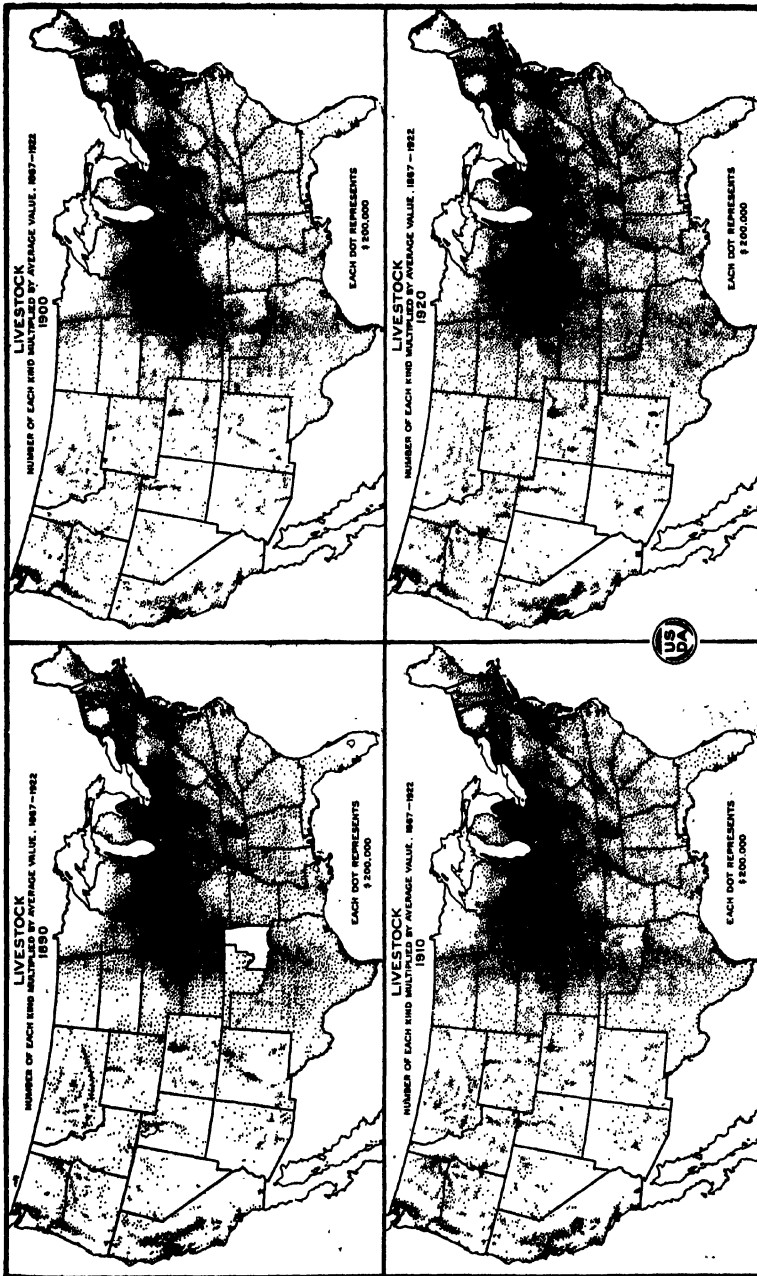 LIVESTOCK
1890
NUMBER OF EACH KIND MULTIPLIED BY AVERAGE VALUE, 1867–1922
EACH DOT REPRESENTS
$200,000
LIVESTOCK
1900
NUMBER OF EACH KIND MULTIPLIED BY AVERAGE VALUE, 1867–1922
EACH DOT REPRESENTS
$200,000
LIVESTOCK
1910
NUMBER OF EACH KIND MULTIPLIED BY AVERAGE VALUE, 1867–1922
EACH DOT REPRESENTS
$200,000
LIVESTOCK
1920
NUMBER OF EACH KIND MULTIPLIED BY AVERAGE VALUE, 1867–1922
EACH DOT REPRESENTS
$200,000
US
DA